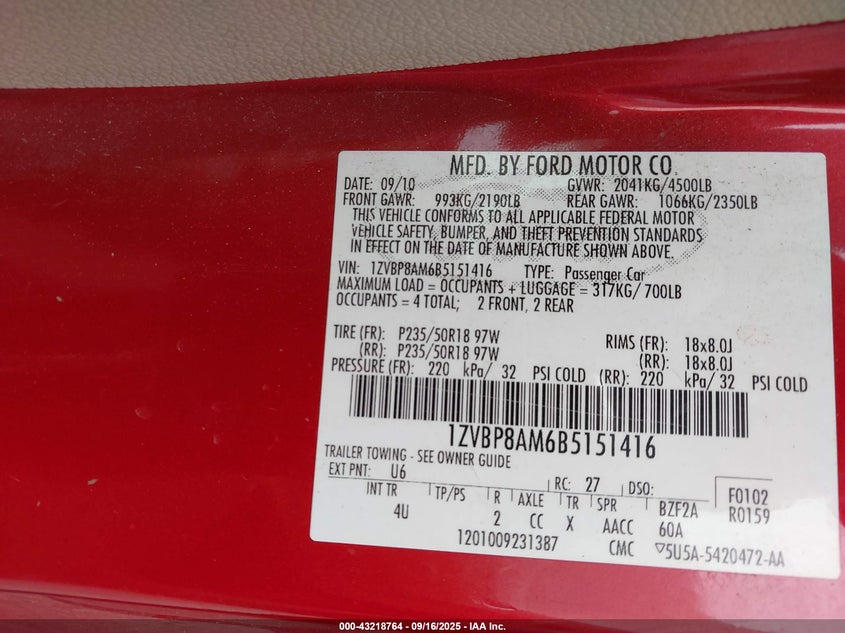 MFD. BY FORD MOTOR CO.
DATE: 09/10 GVWR: 2041KG/4500LB
FRONT GAWR: 993KG/2190LB REAR GAWR: 1066KG/2350LB
THIS VEHICLE CONFORMS TO ALL APPLICABLE FEDERAL MOTOR
VEHICLE SAFETY, BUMPER, AND THEFT PREVENTION STANDARDS
IN EFFECT ON THE DATE OF MANUFACTURE SHOWN ABOVE.
VIN: 1ZVBP8AM6B5151416 TYPE: Passenger Car
MAXIMUM LOAD = OCCUPANTS + LUGGAGE = 317KG/ 700LB
OCCUPANTS = 4 TOTAL; 2 FRONT, 2 REAR
TIRE (FR): P235/50R18 97W RIMS (FR): 18x8.0J
(RR): P235/50R18 97W (RR): 18x8.0J
PRESSURE (FR): 220 kPa/ 32 PSI COLD (RR): 220 kPa/ 32 PSI COLD
1ZVBP8AM6B5151416
TRAILER TOWING - SEE OWNER GUIDE
EXT PNT: U6 RC: 27 DSO: F0102
INT TR TP/PS R AXLE TR SPR BZF2A R0159
4U 2 CC X AACC 60A
1201009231387 CMC ▽5U5A-5420472-AA
000-43218764 - 09/16/2025 - IAA Inc.